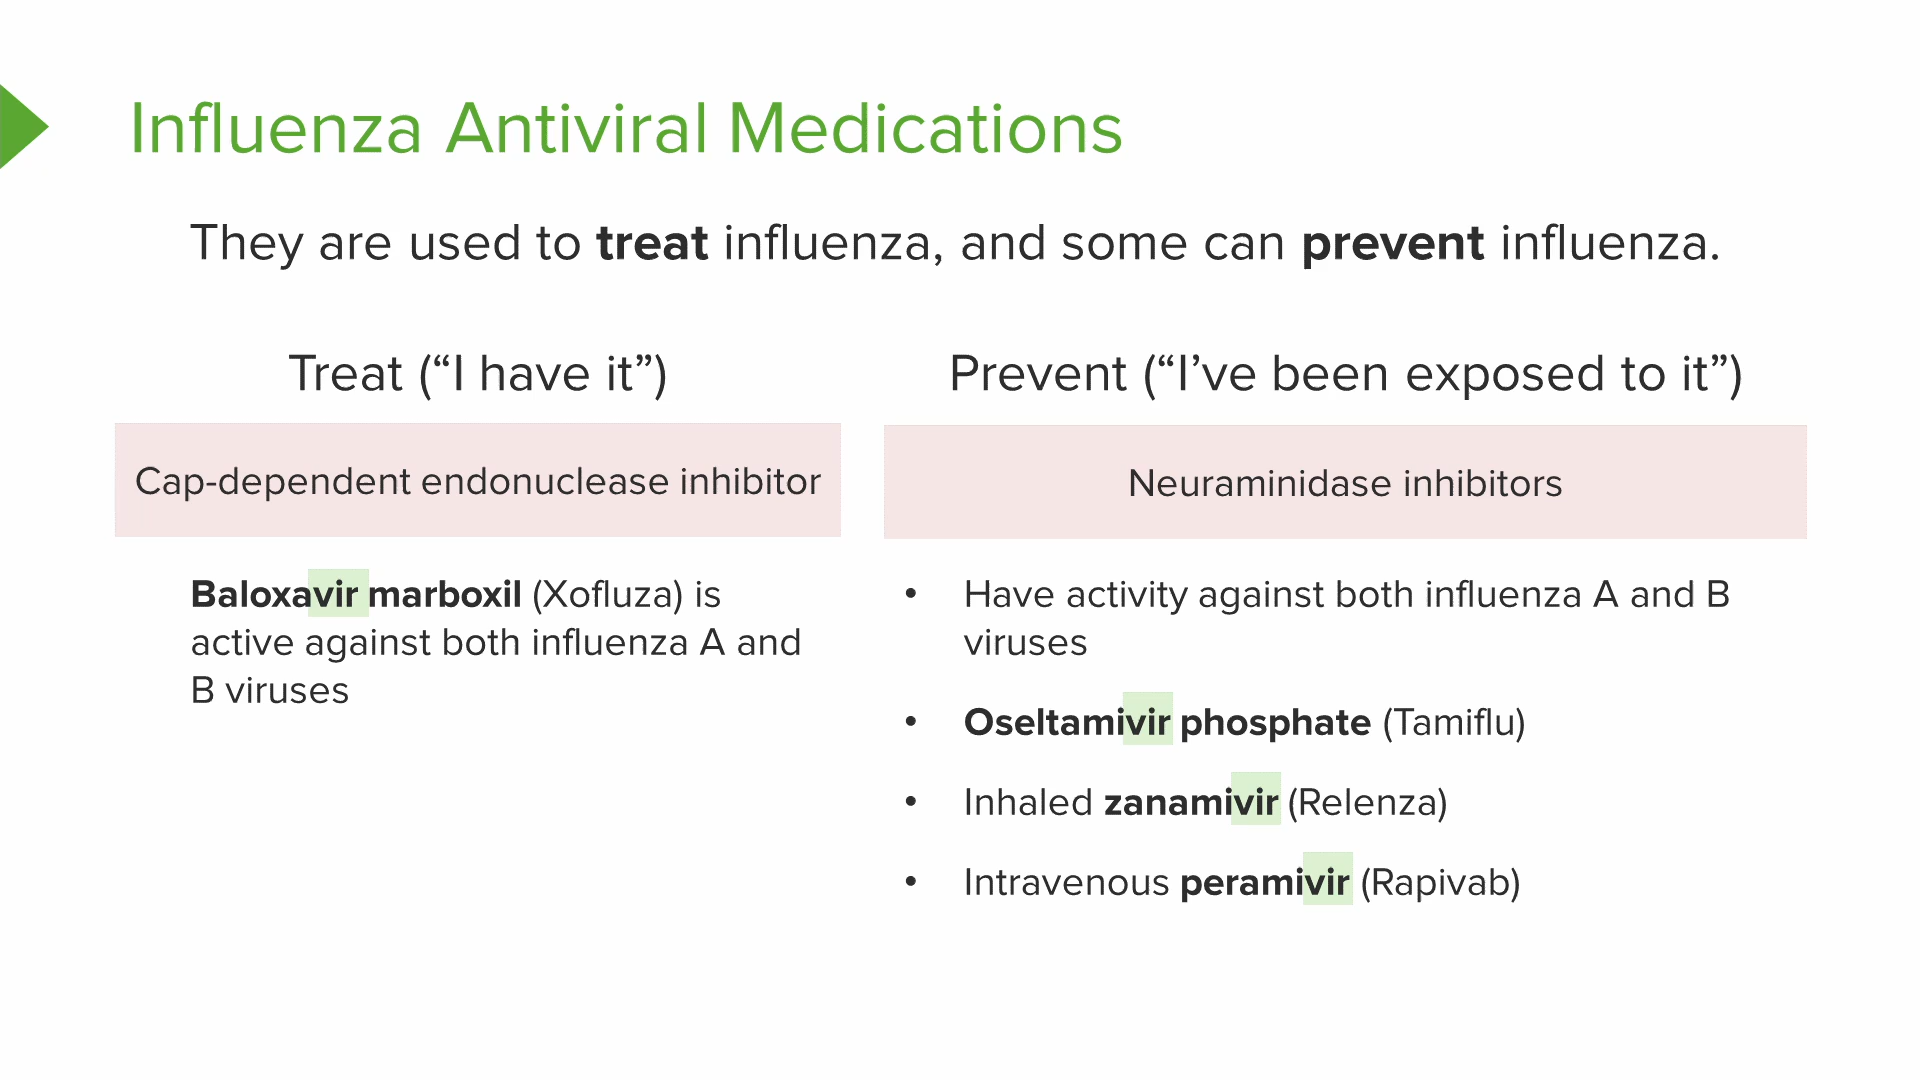 Influenza Antiviral Medications
They are used to treat influenza, and some can prevent influenza.
Treat (“I have it”)
Cap-dependent endonuclease inhibitor
Baloxavir marboxil (Xofluza) is
active against both influenza A and
B viruses
Prevent (“I’ve been exposed to it”)
Neuraminidase inhibitors
• Have activity against both influenza A and B
viruses
• Oseltamivir phosphate (Tamiflu)
• Inhaled zanamivir (Relenza)
• Intravenous peramivir (Rapivab)